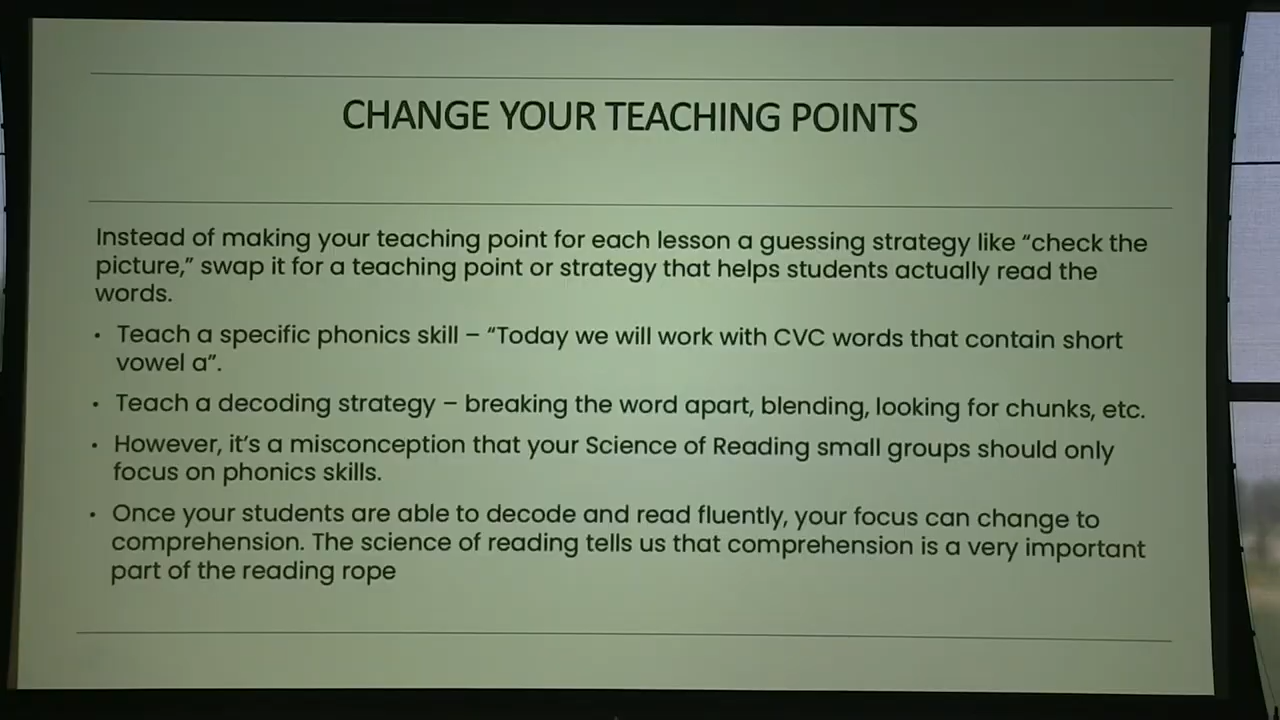 CHANGE YOUR TEACHING POINTS
Instead of making your teaching point for each lesson a guessing strategy like “check the
picture,” swap it for a teaching point or strategy that helps students actually read the
words.
• Teach a specific phonics skill – “Today we will work with CVC words that contain short
vowel a”.
• Teach a decoding strategy – breaking the word apart, blending, looking for chunks, etc.
• However, it’s a misconception that your Science of Reading small groups should only
focus on phonics skills.
• Once your students are able to decode and read fluently, your focus can change to
comprehension. The science of reading tells us that comprehension is a very important
part of the reading rope